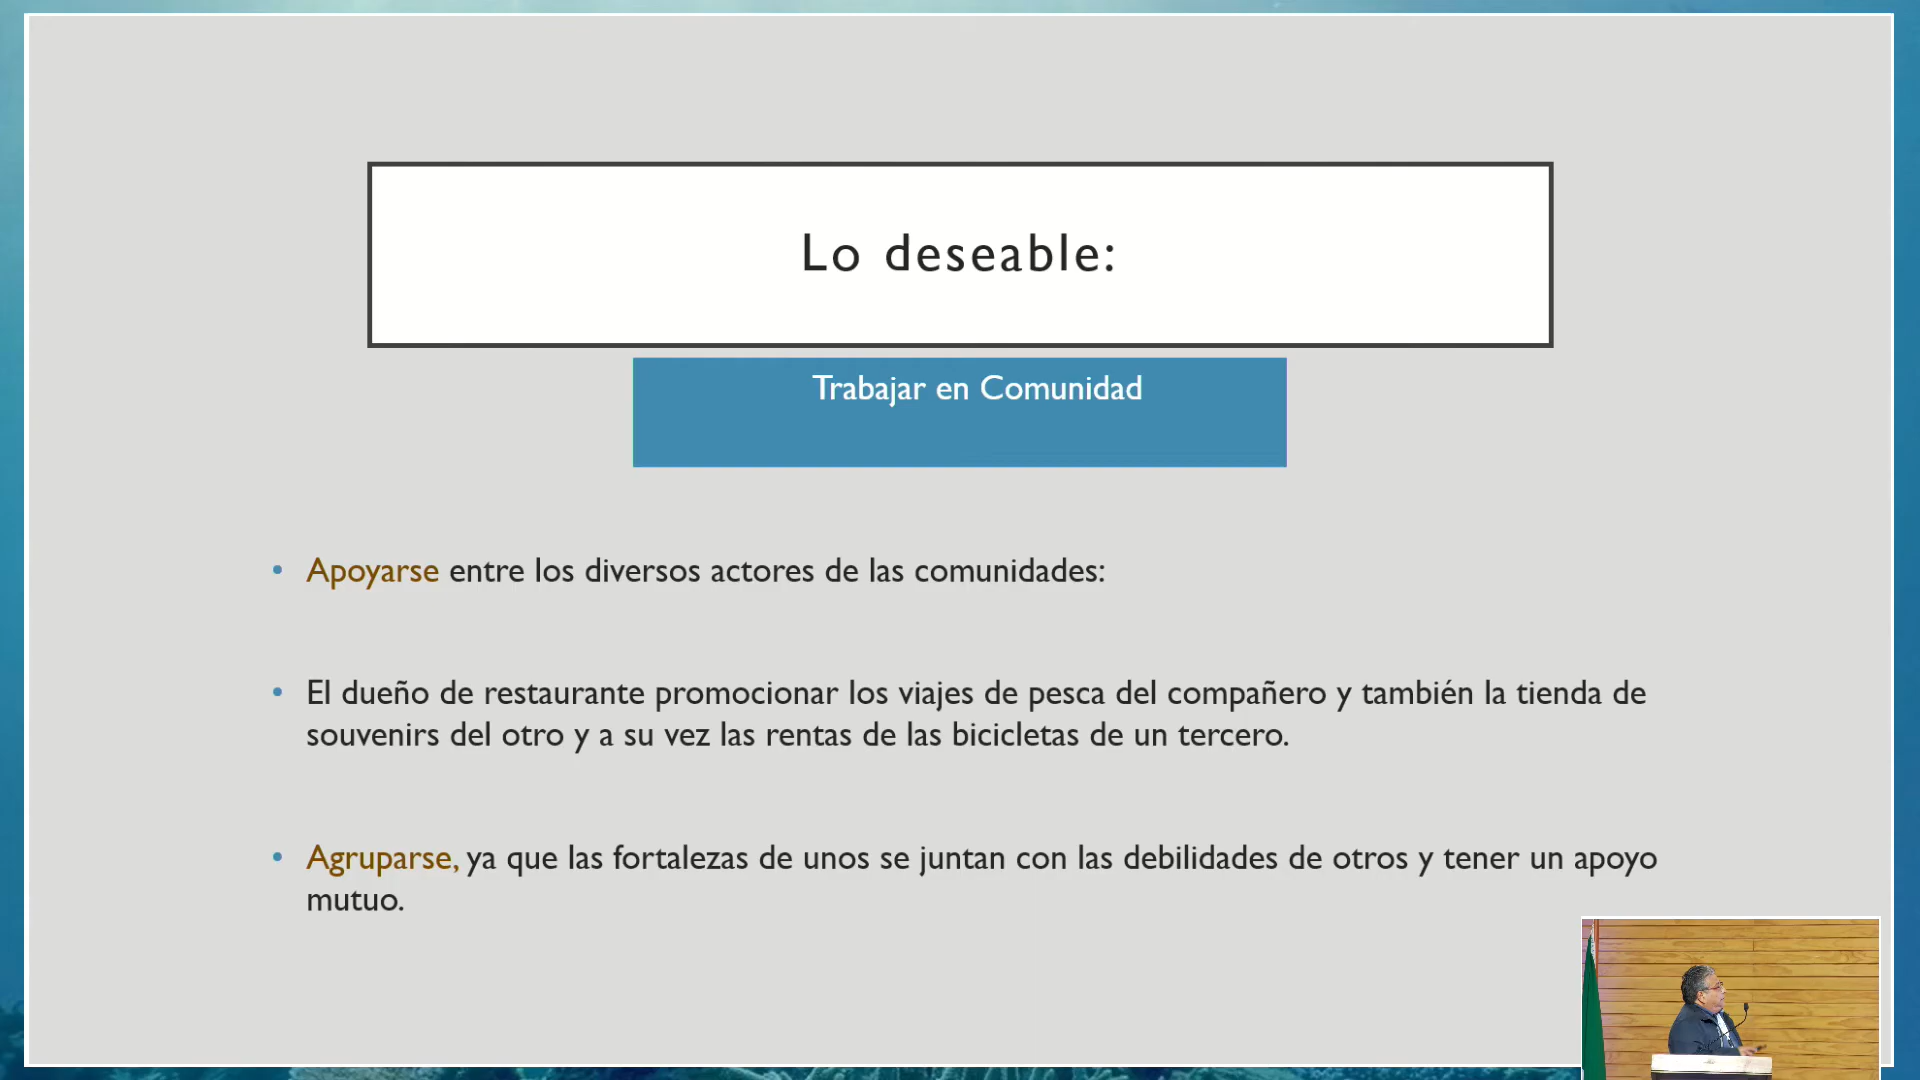 Lo deseable:
Trabajar en Comunidad
• Apoyarse entre los diversos actores de las comunidades:
• El dueño de restaurante promocionar los viajes de pesca del compañero y también la tienda de
souvenirs del otro y a su vez las rentas de las bicicletas de un tercero.
• Agruparse, ya que las fortalezas de unos se juntan con las debilidades de otros y tener un apoyo
mutuo.